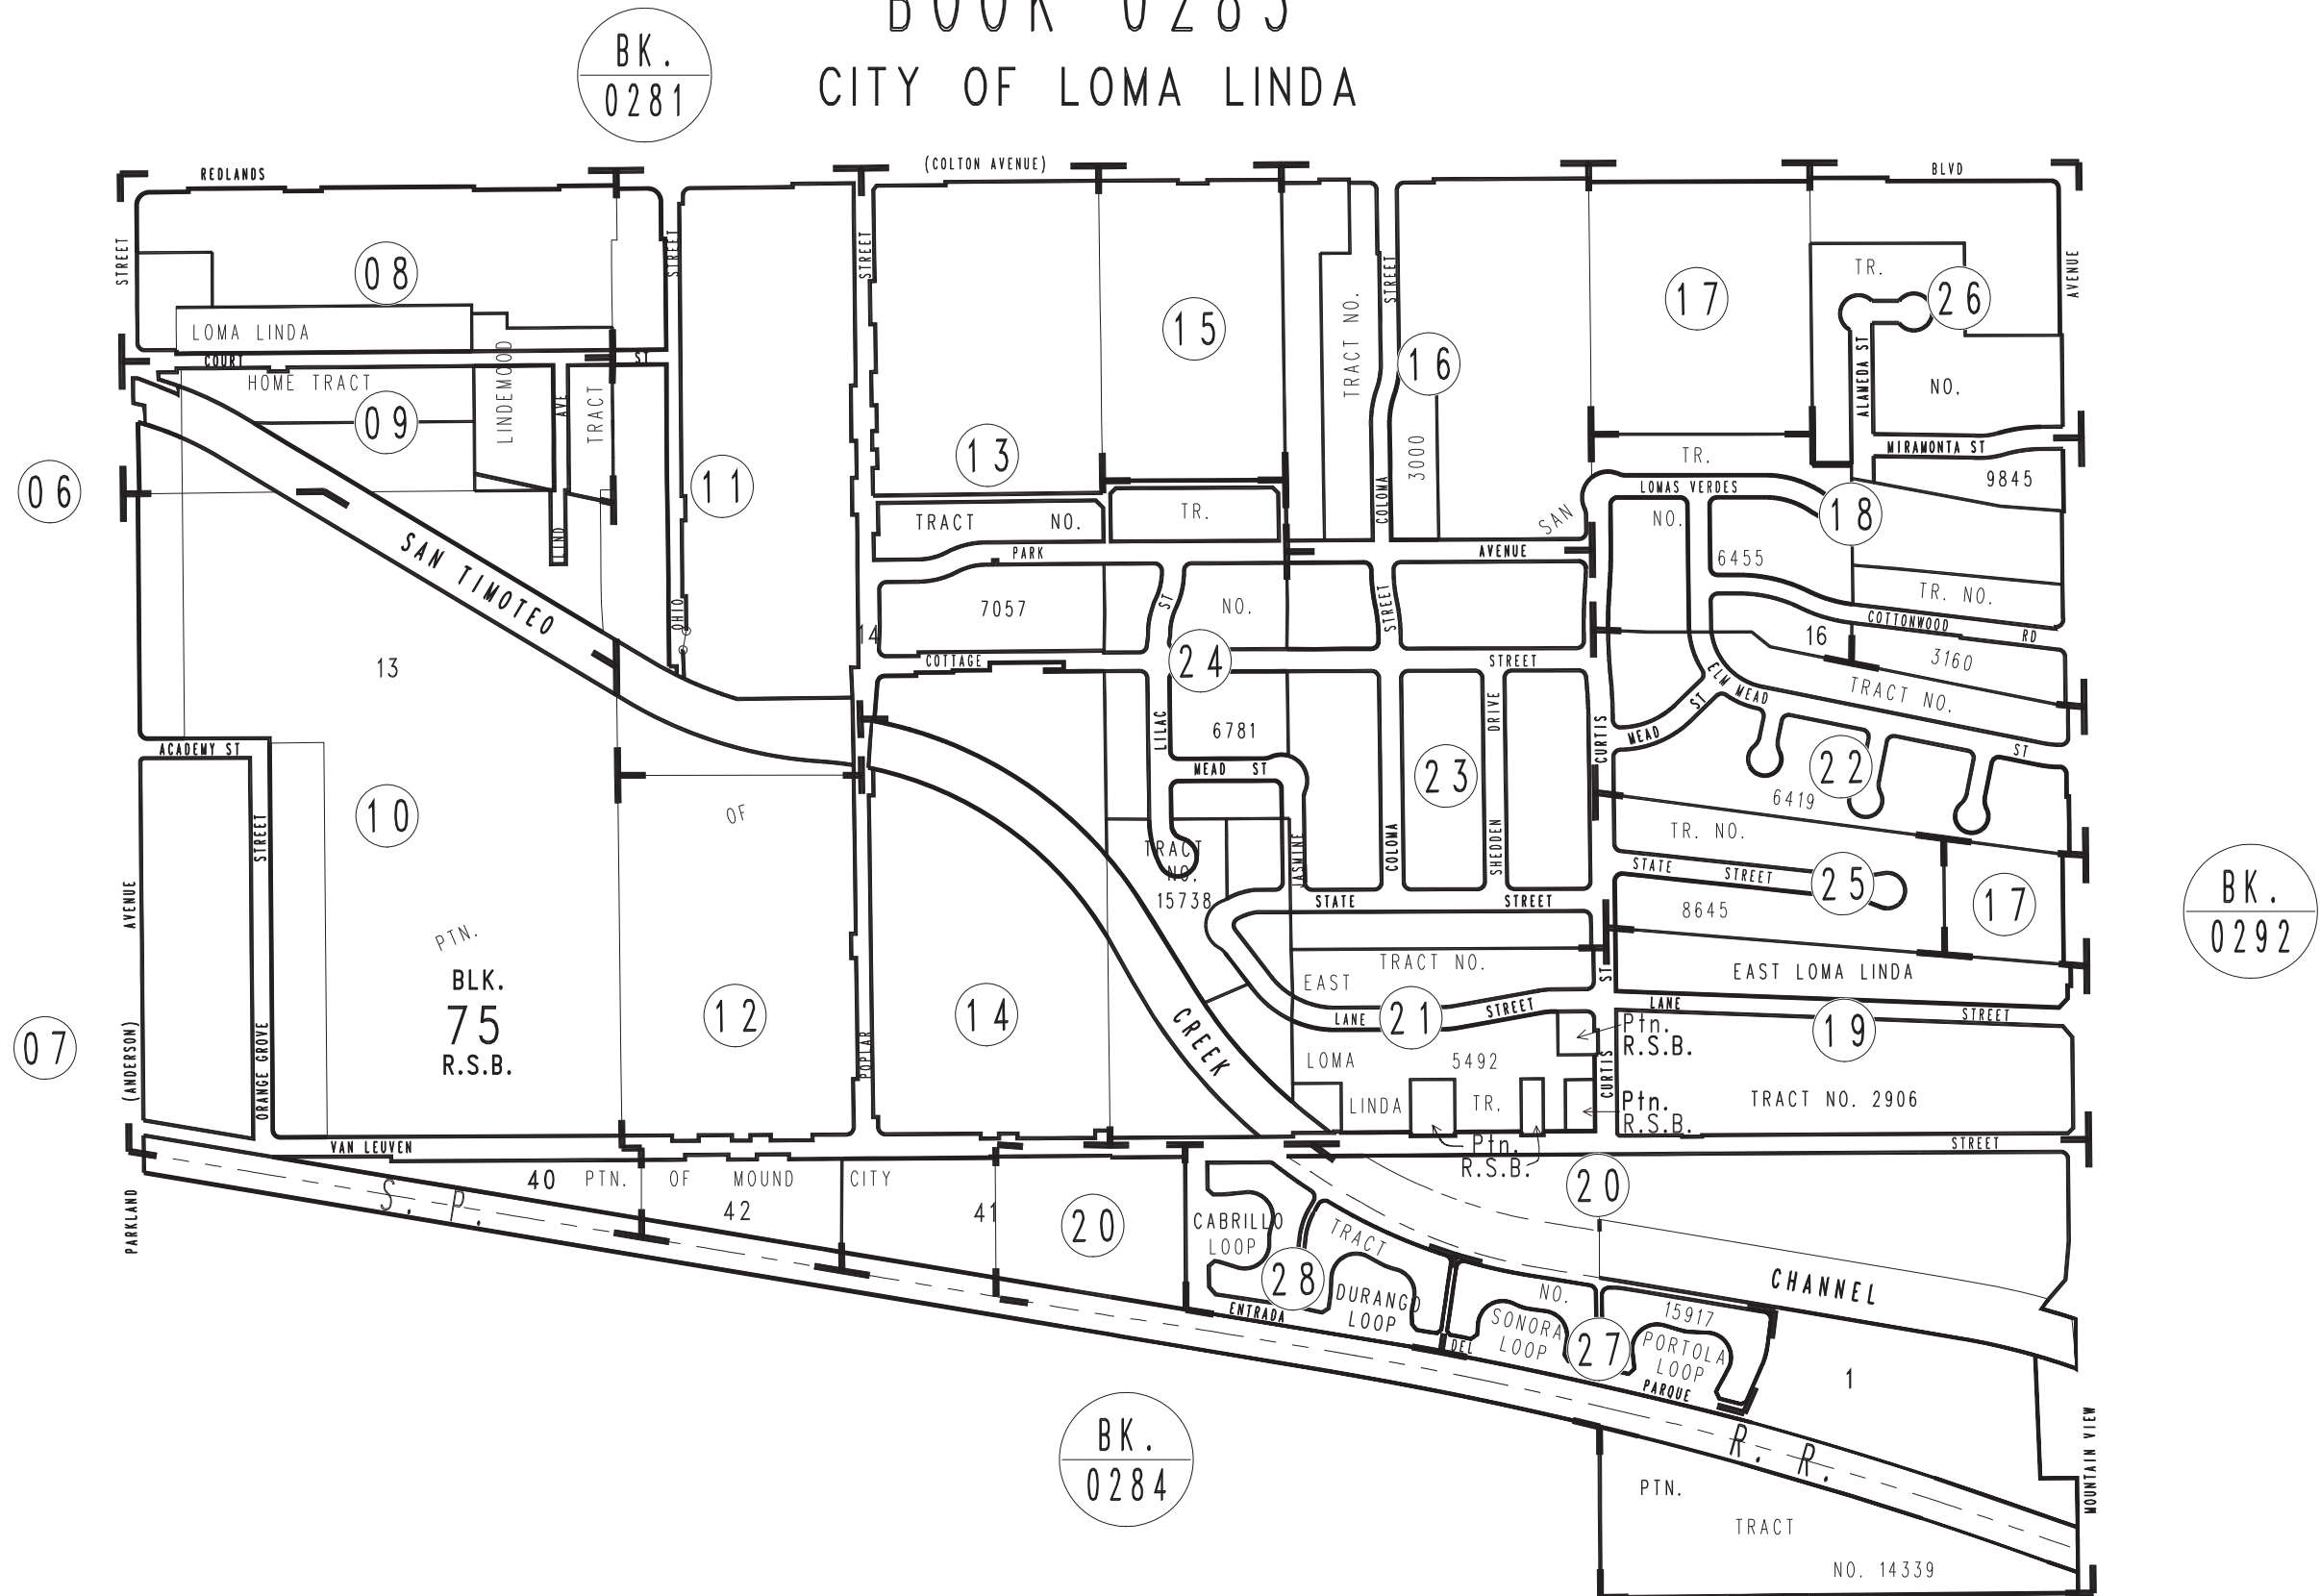 BOOK 0283
CITY OF LOMA LINDA
BK.
0281
REDLANDS
(COLTON AVENUE)
BLVD
STREET
STREET
STREET
STREET
AVENUE
08
LOMA LINDA
COURT
ST
HOME TRACT
LINDEMOOD
AVE
TRACT
09
LIND
06
11
13
15
TRACT NO.
16
3000
COLOMA
17
TR.
26
ALAMEDA ST
NO.
MIRAMONTA ST
9845
TR.
LOMAS VERDES
18
SAN
NO.
6455
TRACT NO.
TR.
PARK
AVENUE
7057
ST
NO.
STREET
TR. NO.
COTTONWOOD
RD
16
3160
SAN TIMOTEO
OHIO
14
13
COTTAGE
24
STREET
ELM MEAD
TRACT NO.
ST
LILAC
6781
DRIVE
CURTIS
MEAD ST
MEAD ST
23
22
6419
ACADEMY ST
10
OF
STREET
TRACT
NO.
15738
JASMINE
COLOMA
SHEDDEN
TR. NO.
STATE STREET
25
8645
17
BK.
0292
AVENUE
STATE
STREET
PTN.
BLK.
75
R.S.B.
TRACT NO.
EAST
ST
EAST LOMA LINDA
12
14
CREEK
LANE
21
STREET
LANE
STREET
19
07
(ANDERSON)
ORANGE GROVE
POPLAR
LOMA
5492
Ptn.
R.S.B.
CURTIS
LINDA
TR.
Ptn.
R.S.B.
TRACT NO. 2906
VAN LEUVEN
Ptn.
R.S.B.
STREET
40
PTN. OF MOUND CITY
S. P.
42
41
20
20
PARKLAND
CABRILLO
LOOP
TRACT
28
DURANGO
LOOP
ENTRADA
DEL
NO.
SONORA
LOOP
27
15917
PORTOLA
LOOP
PARQUE
CHANNEL
1
BK.
0284
R. R.
MOUNTAIN VIEW
PTN.
TRACT
NO. 14339